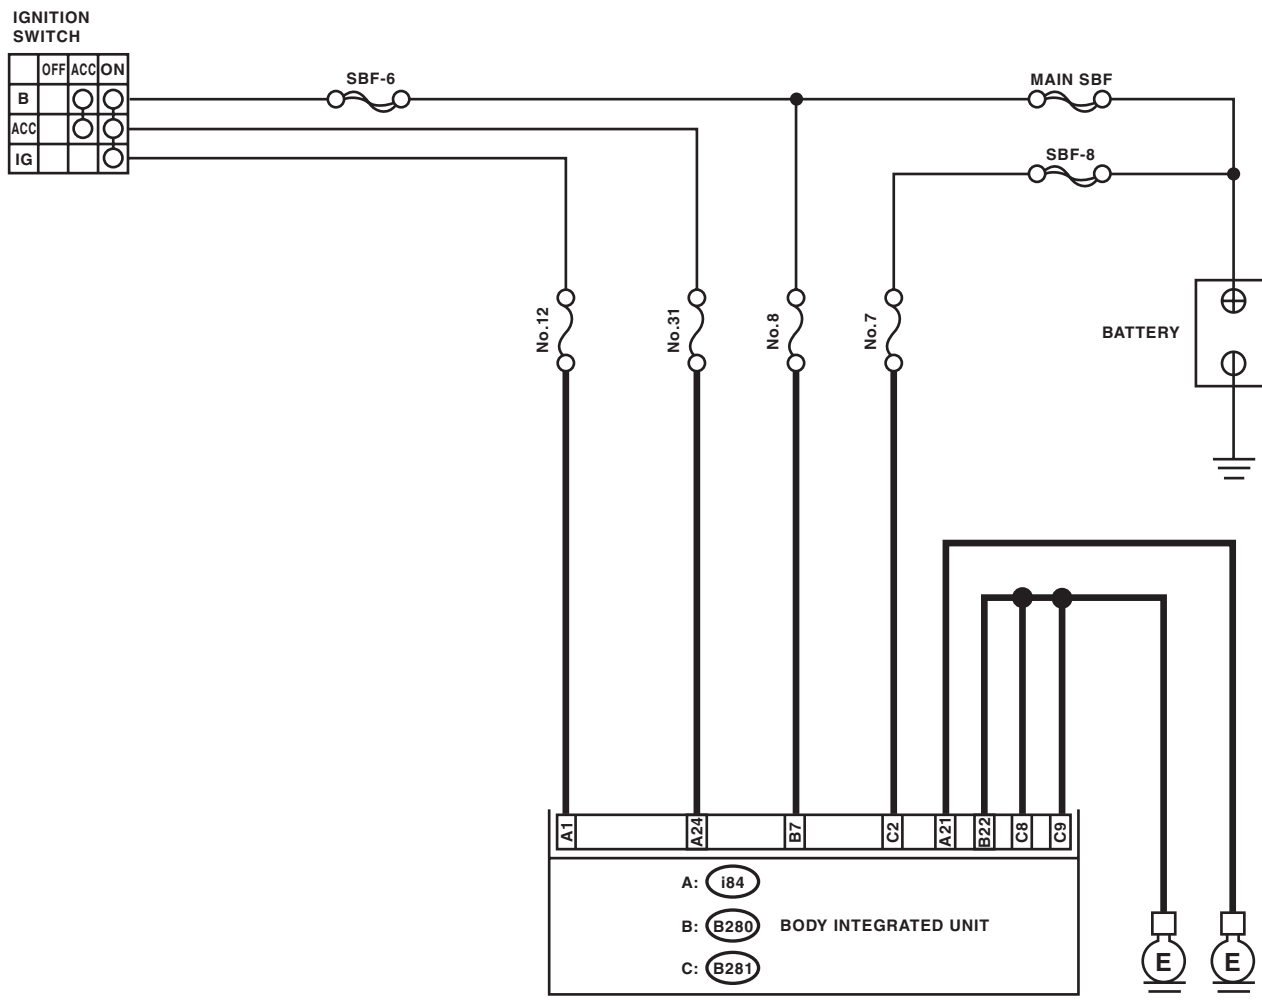 IGNITION
SWITCH
OFF ACC ON
B
ACC
IG
SBF-6
MAIN SBF
SBF-8
No.12
No.31
No.8
No.7
BATTERY
A1
A24
B7
C2
A21
B22
C8
C9
A: i84
B: B280
BODY INTEGRATED UNIT
C: B281
E
E